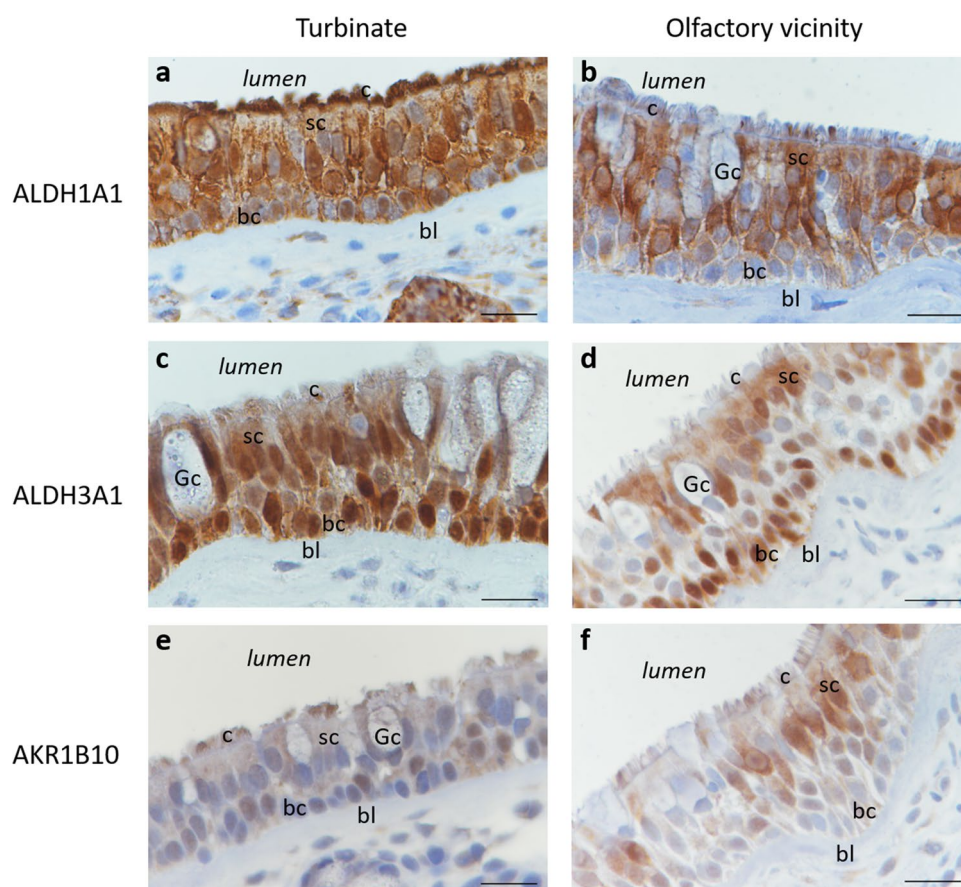 Turbinate
Olfactory vicinity
ALDH1A1
a
lumen
c
sc
bc
bl
b
lumen
c
Gc
sc
bc
bl
ALDH3A1
c
lumen
c
sc
Gc
bc
bl
d
lumen
c
sc
Gc
bc
bl
AKR1B10
e
lumen
c
sc
Gc
bc
bl
f
lumen
c
sc
bc
bl